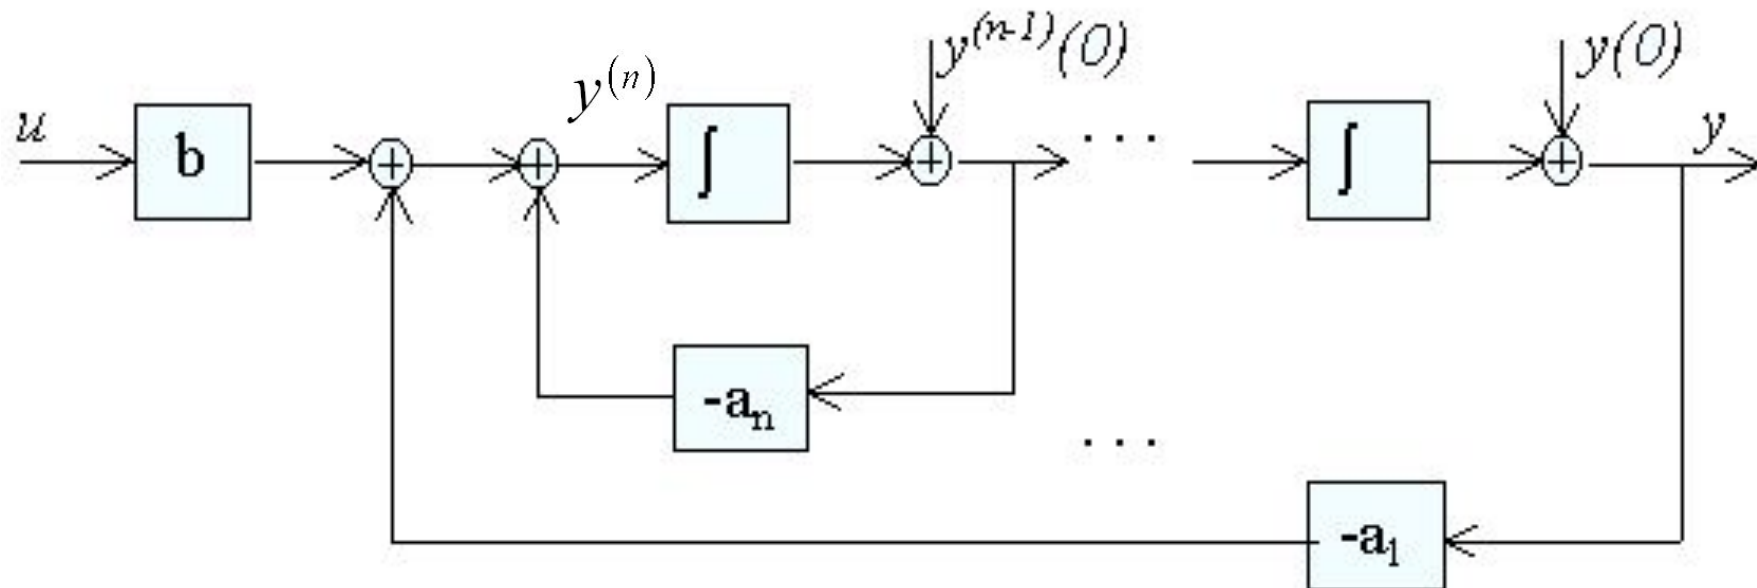 y^(n-1)(0) y(0)
u b + + y^(n) ∫ + . . . ∫ + y
-a_n
. . .
-a_1